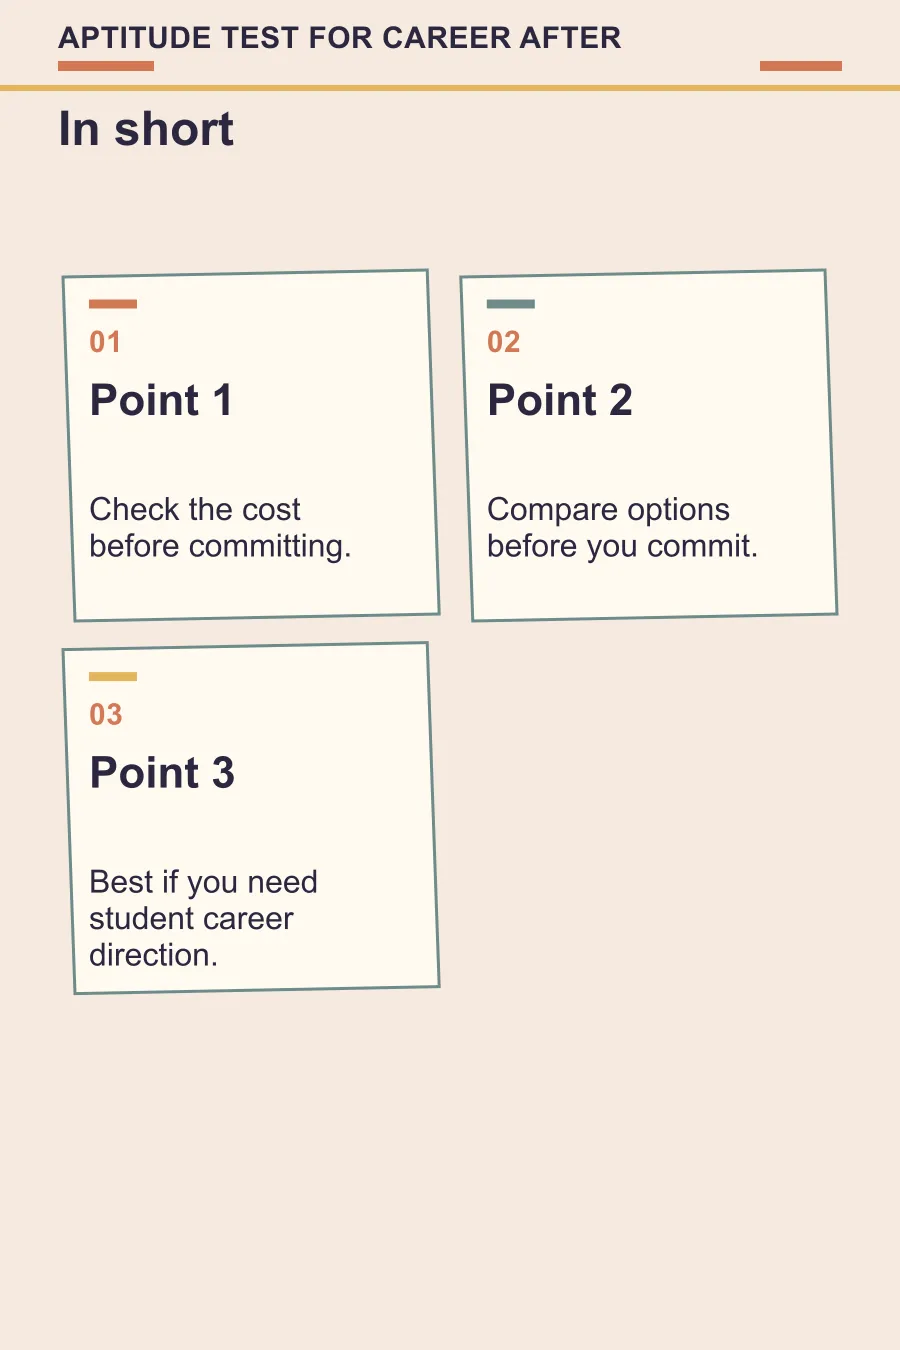 APTITUDE TEST FOR CAREER AFTER
In short
01
Point 1
Check the cost
before committing.
02
Point 2
Compare options
before you commit.
03
Point 3
Best if you need
student career
direction.